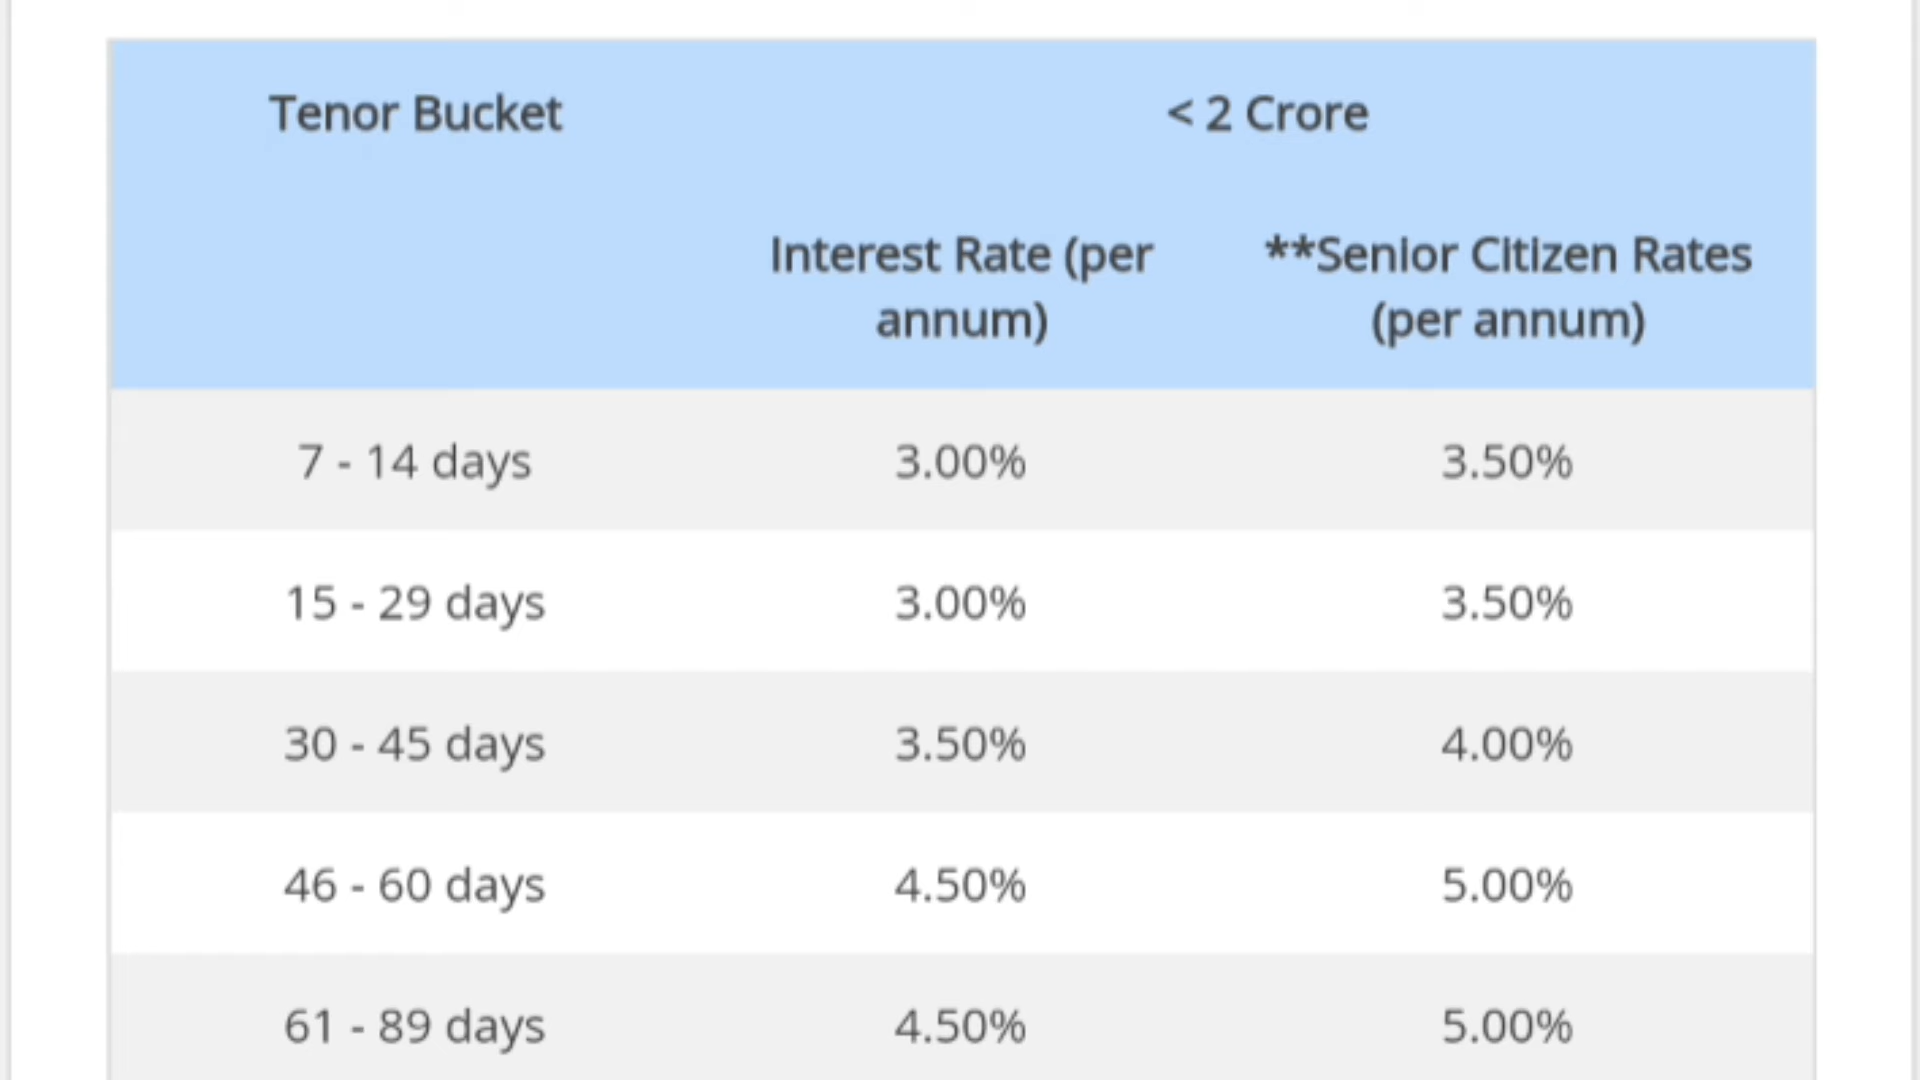 Tenor Bucket < 2 Crore
Interest Rate (per annum) **Senior Citizen Rates (per annum)
7 - 14 days 3.00% 3.50%
15 - 29 days 3.00% 3.50%
30 - 45 days 3.50% 4.00%
46 - 60 days 4.50% 5.00%
61 - 89 days 4.50% 5.00%